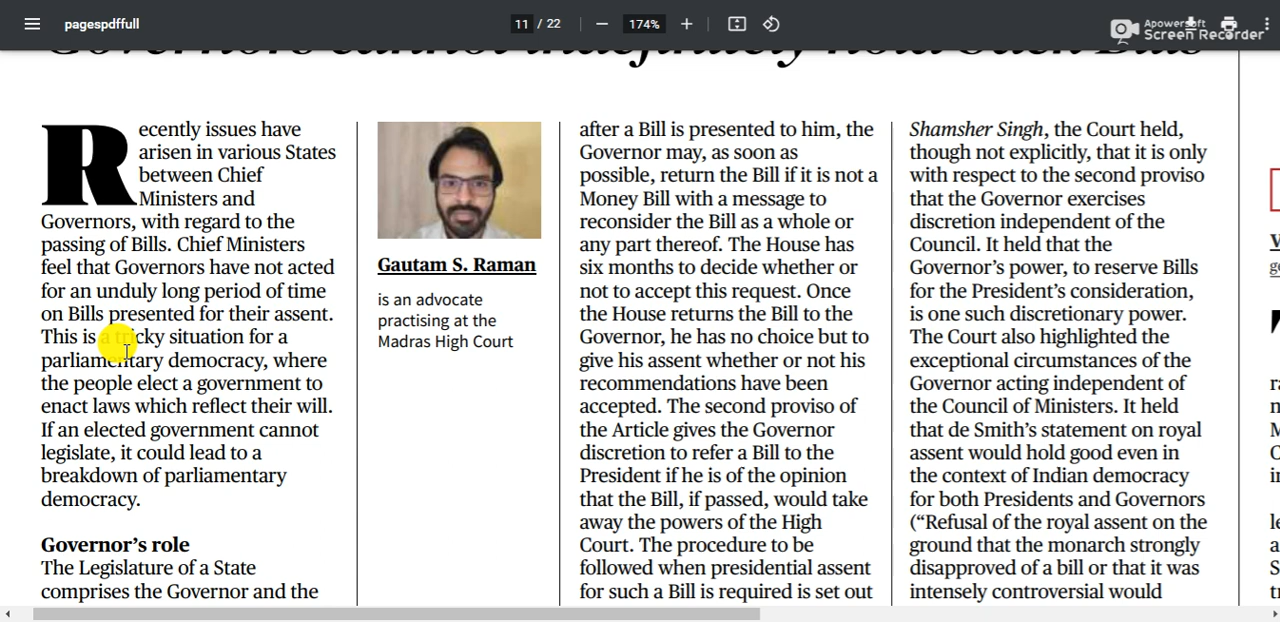 pagespdffull
11 / 22
174%
Apowersoft
Screen Recorder
Governors cannot indefinitely hold such Bills
Recently issues have
arisen in various States
between Chief
Ministers and
Governors, with regard to the
passing of Bills. Chief Ministers
feel that Governors have not acted
for an unduly long period of time
on Bills presented for their assent.
This is a tricky situation for a
parliamentary democracy, where
the people elect a government to
enact laws which reflect their will.
If an elected government cannot
legislate, it could lead to a
breakdown of parliamentary
democracy.
Governor’s role
The Legislature of a State
comprises the Governor and the
Gautam S. Raman
is an advocate
practising at the
Madras High Court
after a Bill is presented to him, the
Governor may, as soon as
possible, return the Bill if it is not a
Money Bill with a message to
reconsider the Bill as a whole or
any part thereof. The House has
six months to decide whether or
not to accept this request. Once
the House returns the Bill to the
Governor, he has no choice but to
give his assent whether or not his
recommendations have been
accepted. The second proviso of
the Article gives the Governor
discretion to refer a Bill to the
President if he is of the opinion
that the Bill, if passed, would take
away the powers of the High
Court. The procedure to be
followed when presidential assent
for such a Bill is required is set out
Shamsher Singh, the Court held,
though not explicitly, that it is only
with respect to the second proviso
that the Governor exercises
discretion independent of the
Council. It held that the
Governor’s power, to reserve Bills
for the President’s consideration,
is one such discretionary power.
The Court also highlighted the
exceptional circumstances of the
Governor acting independent of
the Council of Ministers. It held
that de Smith’s statement on royal
assent would hold good even in
the context of Indian democracy
for both Presidents and Governors
(“Refusal of the royal assent on the
ground that the monarch strongly
disapproved of a bill or that it was
intensely controversial would